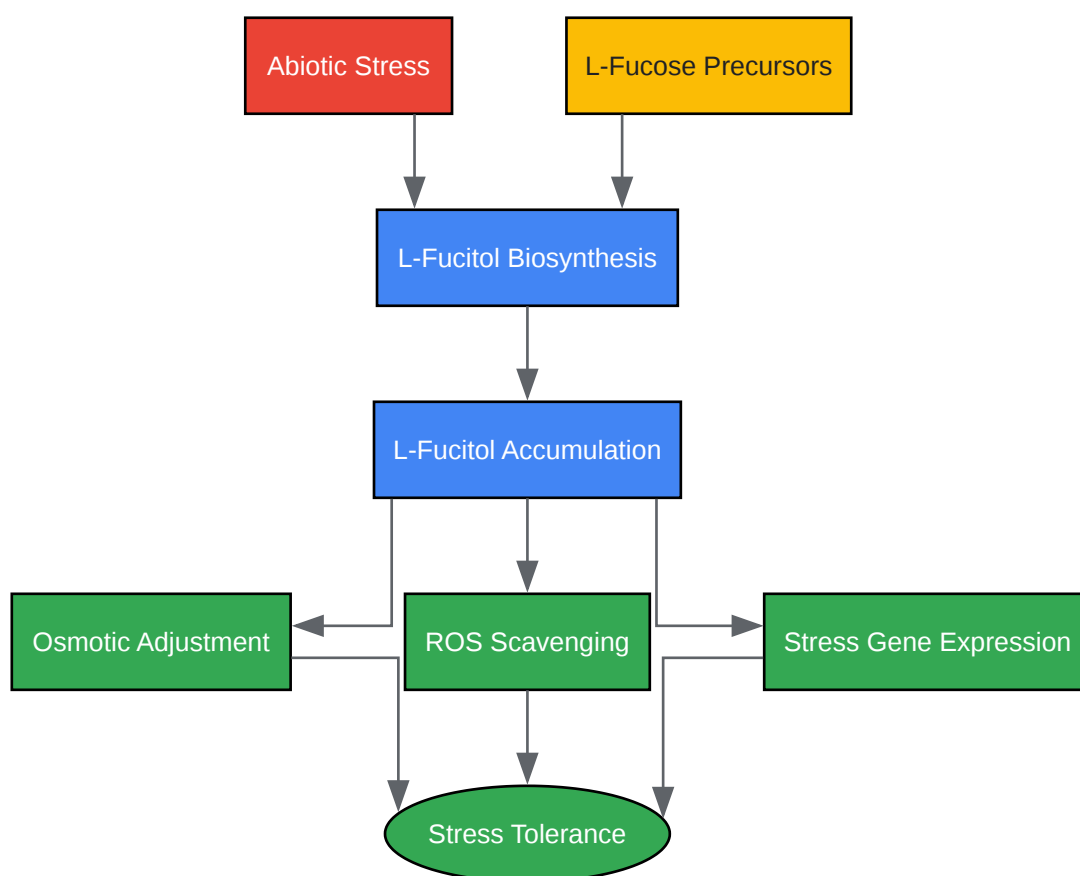 Abiotic Stress
L-Fucose Precursors
L-Fucitol Biosynthesis
L-Fucitol Accumulation
Osmotic Adjustment
ROS Scavenging
Stress Gene Expression
Stress Tolerance